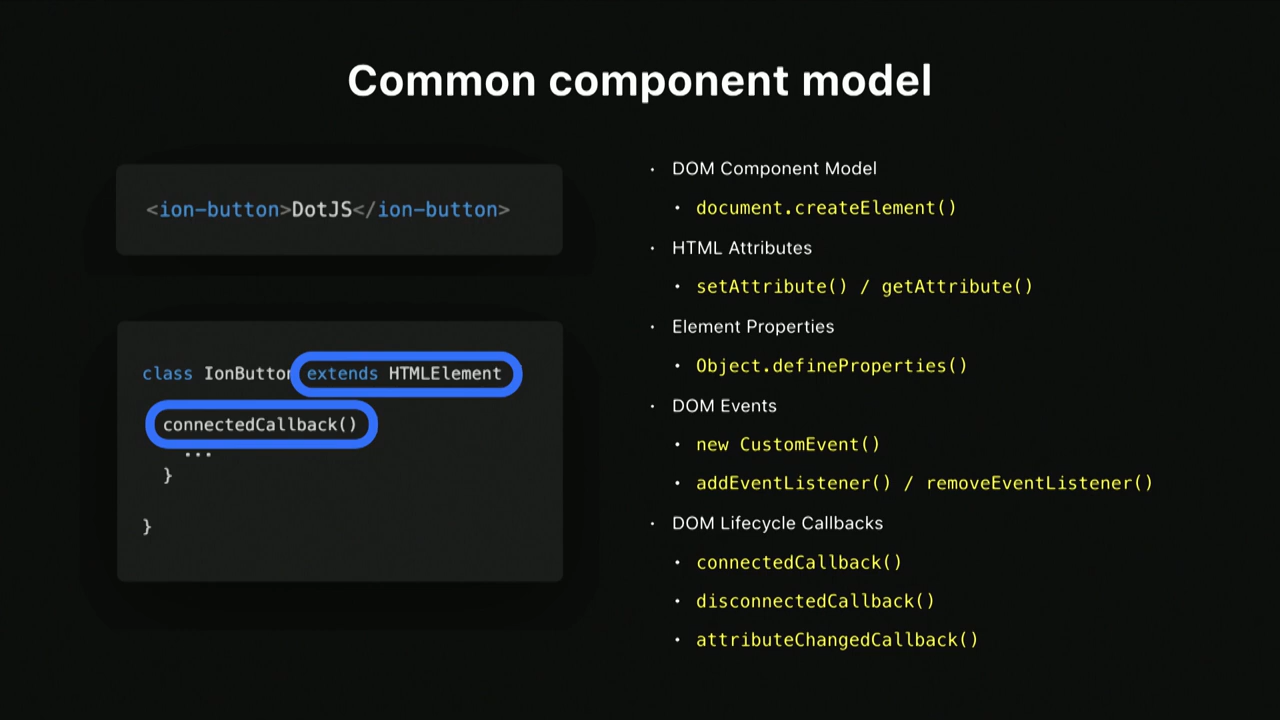 Common component model
<ion-button>DotJS</ion-button>
class IonButton extends HTMLElement
connectedCallback()
...
}
}
• DOM Component Model
• document.createElement()
• HTML Attributes
• setAttribute() / getAttribute()
• Element Properties
• Object.defineProperties()
• DOM Events
• new CustomEvent()
• addEventListener() / removeEventListener()
• DOM Lifecycle Callbacks
• connectedCallback()
• disconnectedCallback()
• attributeChangedCallback()